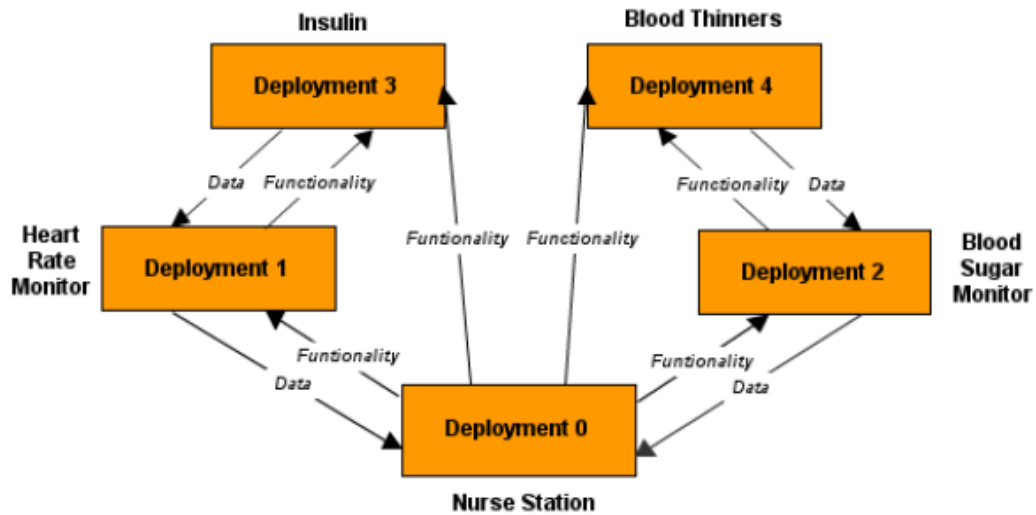 Insulin
Blood Thinners
Deployment 3
Deployment 4
Data
Functionality
Functionality
Data
Heart
Rate
Monitor
Deployment 1
Funtionality
Functionality
Deployment 2
Blood
Sugar
Monitor
Funtionality
Data
Functionality
Data
Deployment 0
Nurse Station